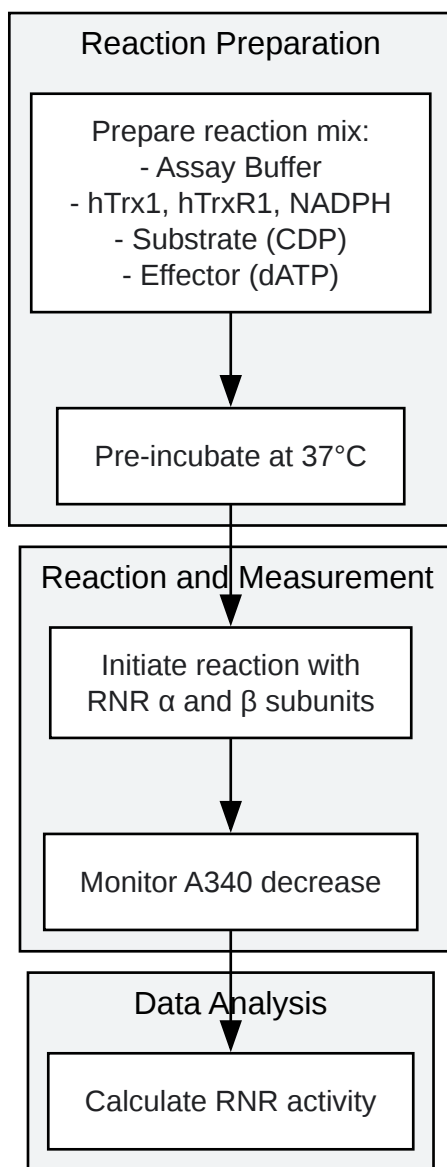 Reaction Preparation
Prepare reaction mix:
- Assay Buffer
- hTrx1, hTrxR1, NADPH
- Substrate (CDP)
- Effector (dATP)
Pre-incubate at 37°C
Reaction and Measurement
Initiate reaction with
RNR α and β subunits
Monitor A340 decrease
Data Analysis
Calculate RNR activity